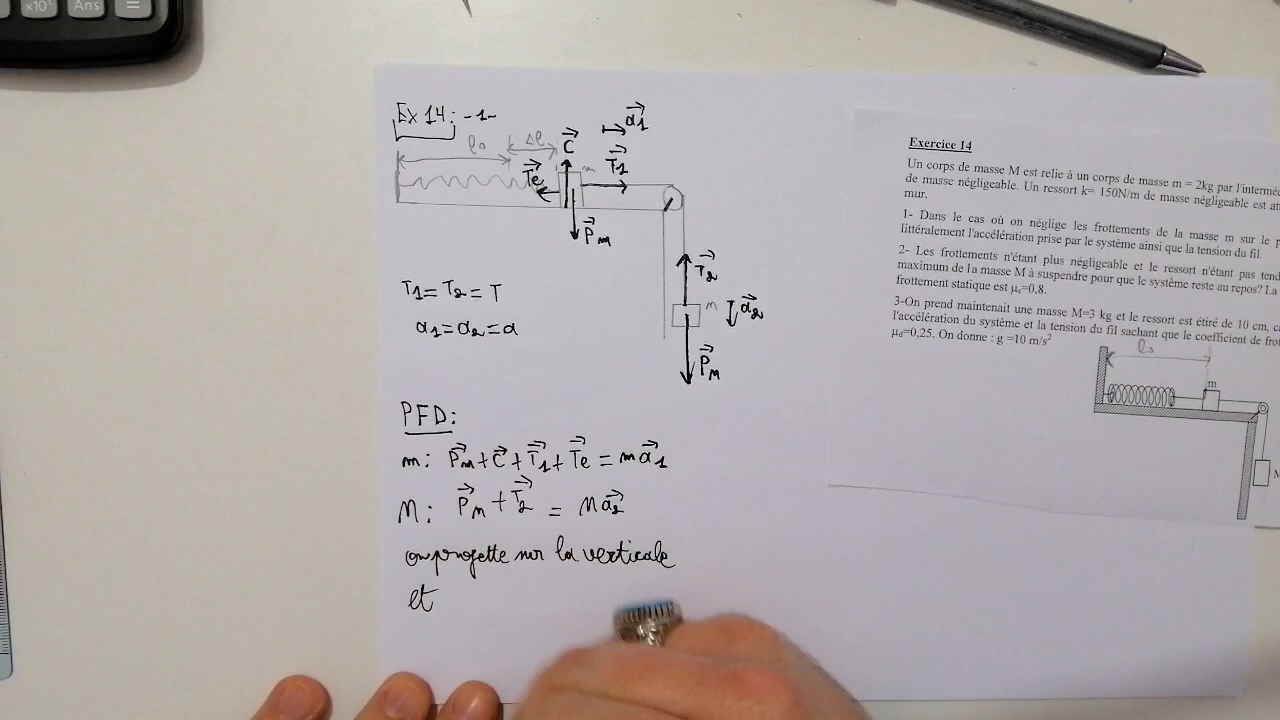 ×10ˣ Ans =
Ex 14: -1-
l₀ Δl C⃗ a⃗1
T⃗e T⃗1 m
P⃗m
T⃗2
M a⃗2
P⃗M
T1 = T2 = T
a1 = a2 = a
PFD:
m: P⃗m + C⃗ + T⃗1 + T⃗e = m a⃗1
M: P⃗M + T⃗2 = M a⃗2
on projette sur la verticale
et
Exercice 14
Un corps de masse M est relie à un corps de masse m = 2kg par l'interméd
de masse négligeable. Un ressort k= 150N/m de masse négligeable est at
mur.
1- Dans le cas où on néglige les frottements de la masse m sur le p
littéralement l'accélération prise par le système ainsi que la tension du fil.
2- Les frottements n'étant plus négligeable et le ressort n'étant pas tend
maximum de la masse M à suspendre pour que le système reste au repos? La
frottement statique est μs=0,8.
3-On prend maintenait une masse M=3 kg et le ressort est étiré de 10 cm, c
l'accélération du système et la tension du fil sachant que le coefficient de fro
μd=0,25. On donne : g =10 m/s²
l₀
m
M